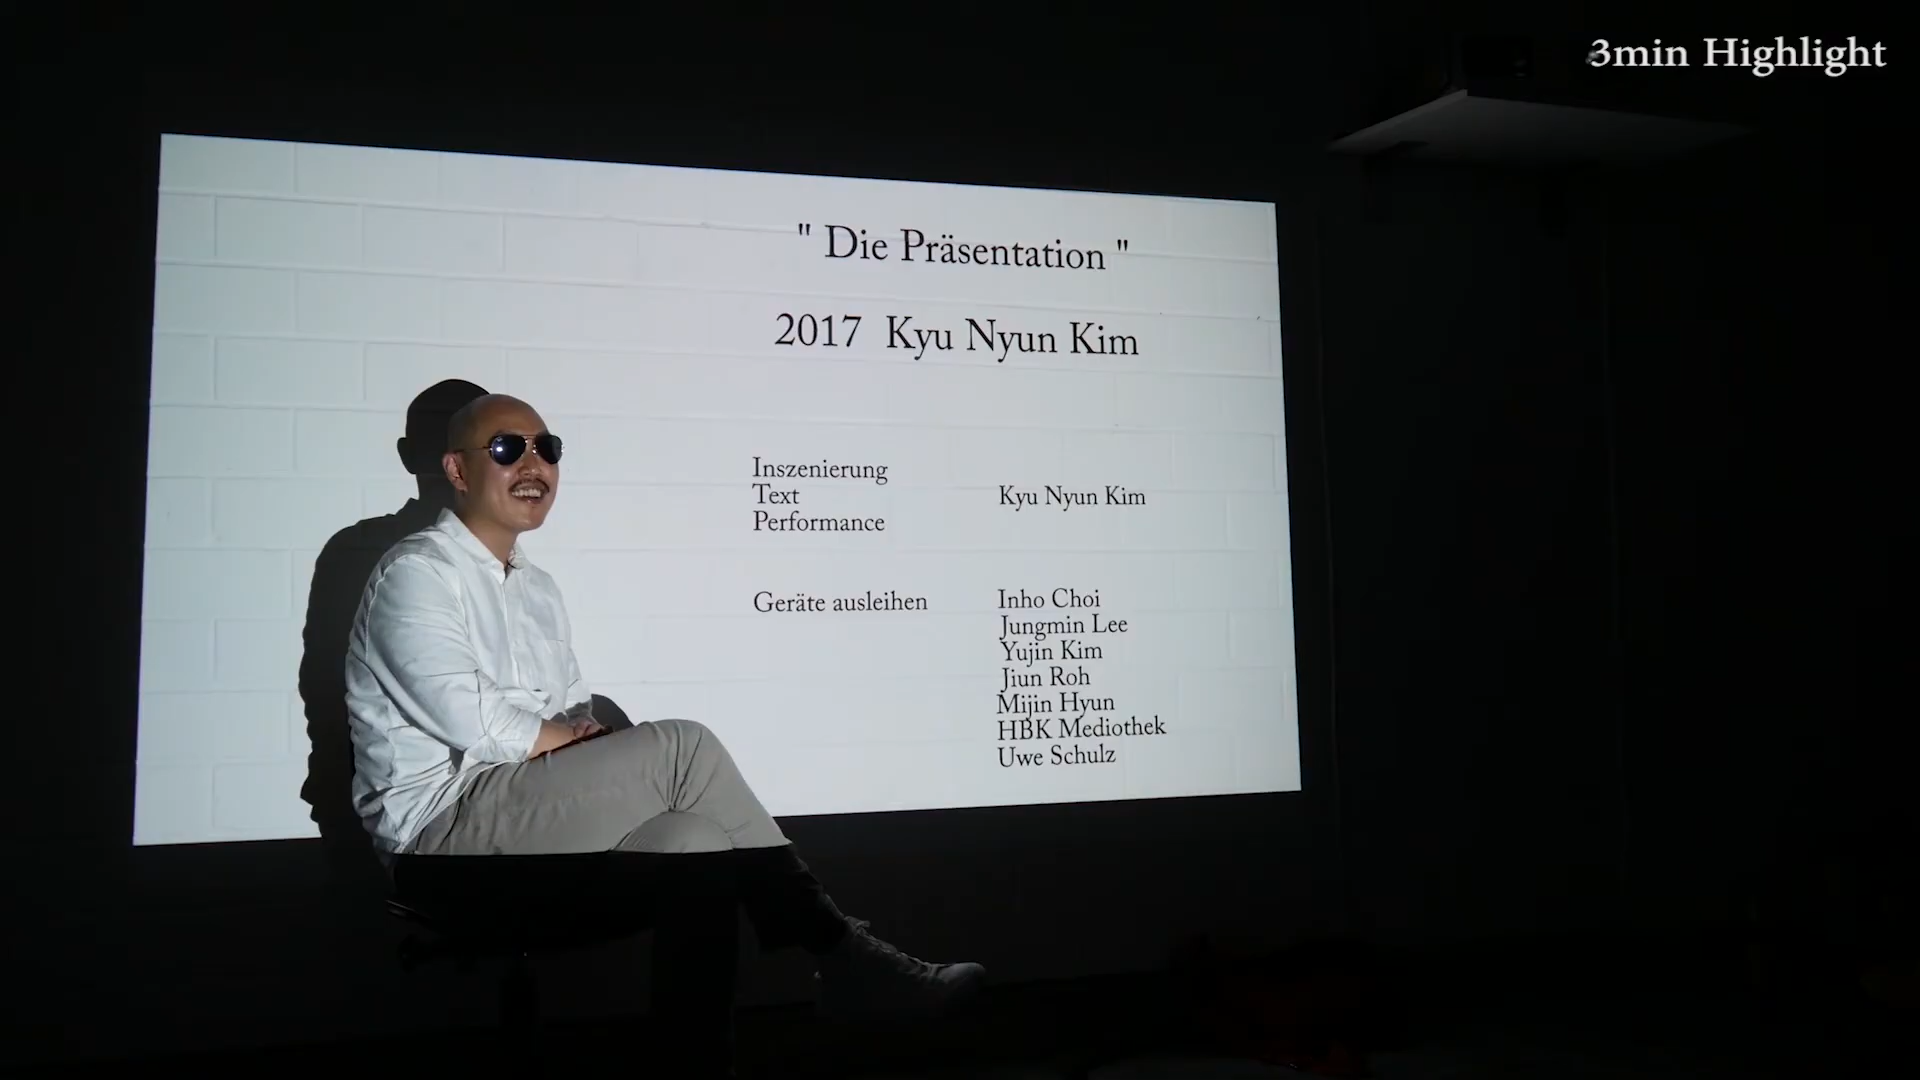 3min Highlight
" Die Präsentation "
2017 Kyu Nyun Kim
Inszenierung
Text
Performance
Kyu Nyun Kim
Geräte ausleihen
Inho Choi
Jungmin Lee
Yujin Kim
Jiun Roh
Mijin Hyun
HBK Mediothek
Uwe Schulz